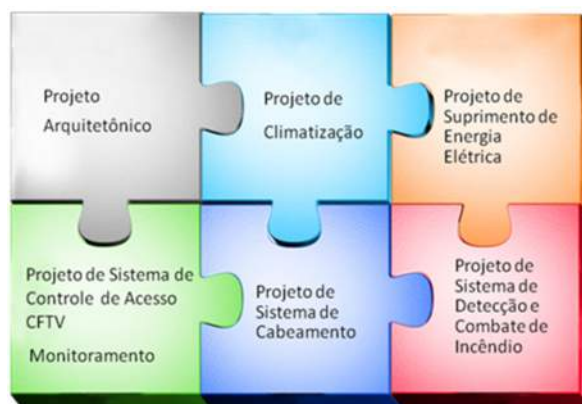 Projeto
Arquitetônico
Projeto de
Climatização
Projeto de
Suprimento de
Energia
Elétrica
Projeto de Sistema de
Controle de Acesso
CFTV
Monitoramento
Projeto de
Sistema de
Cabeamento
Projeto de
Sistema de
Detecção e
Combate de
Incêndio